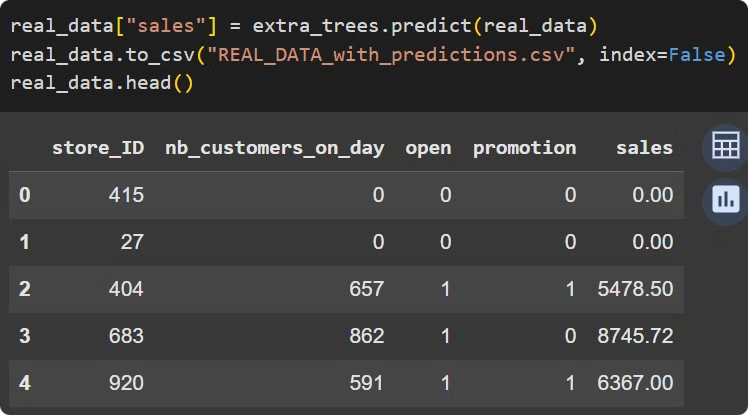 real_data["sales"] = extra_trees.predict(real_data)
real_data.to_csv("REAL_DATA_with_predictions.csv", index=False)
real_data.head()
store_ID nb_customers_on_day open promotion sales
0 415 0 0 0 0.00
1 27 0 0 0 0.00
2 404 657 1 1 5478.50
3 683 862 1 0 8745.72
4 920 591 1 1 6367.00